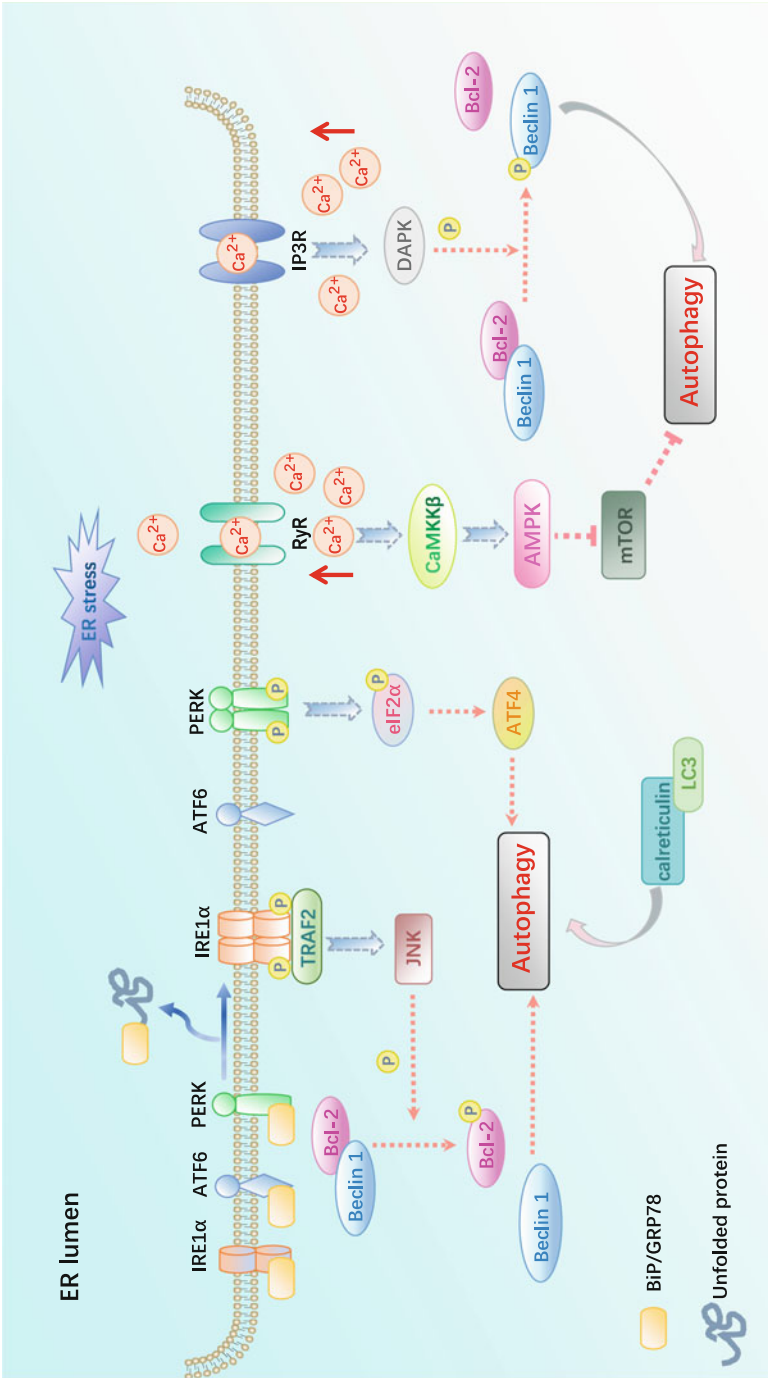 ER lumen
ER stress
IRE1α
ATF6
PERK
IRE1α
ATF6
PERK
P
P
P
P
TRAF2
JNK
P
Bcl-2
Beclin 1
P
Bcl-2
Beclin 1
Autophagy
P
eIF2α
ATF4
calreticulin
LC3
Ca2+
Ca2+
RyR
Ca2+
Ca2+
Ca2+
CaMKKβ
AMPK
mTOR
Ca2+
IP3R
Ca2+
Ca2+
Ca2+
DAPK
P
Bcl-2
Beclin 1
Bcl-2
P
Beclin 1
Autophagy
BiP/GRP78
Unfolded protein